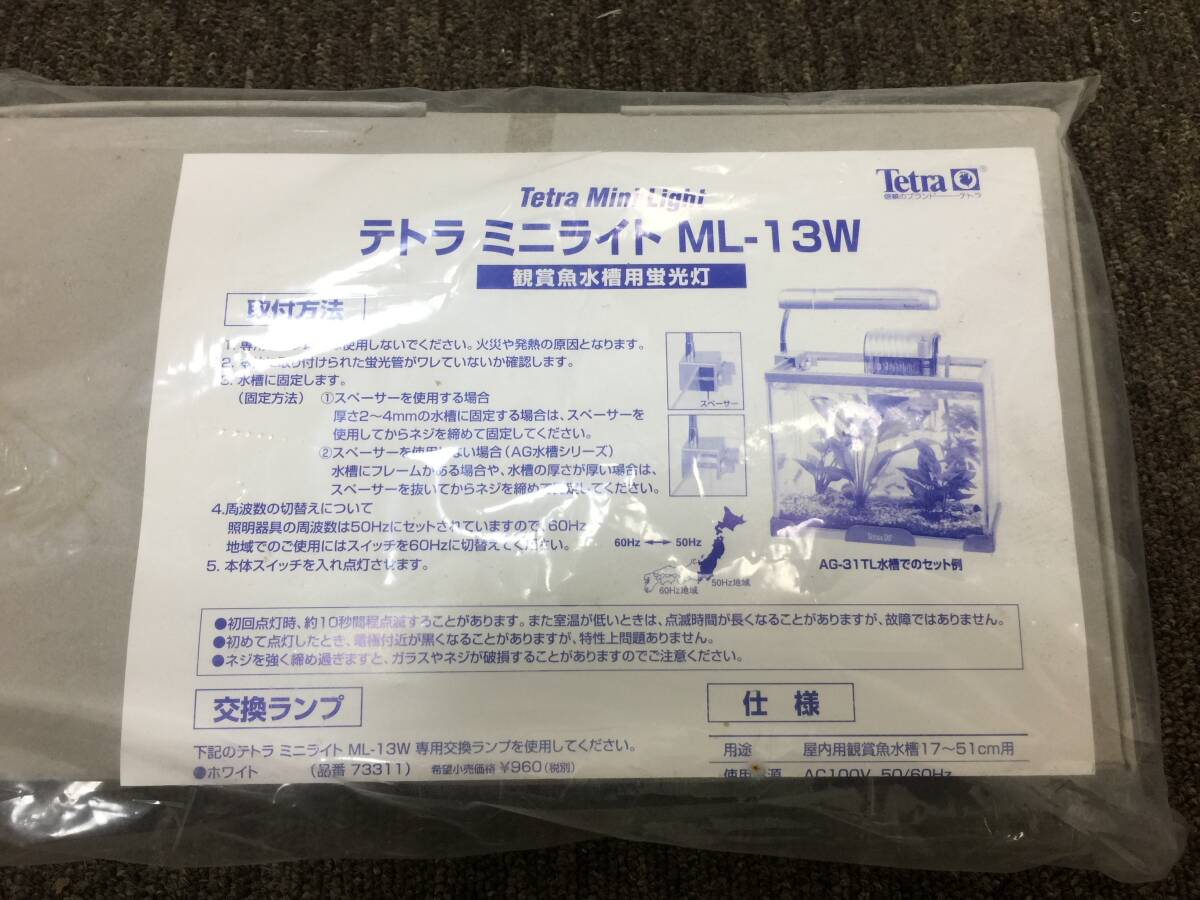 Tetra
信頼のブランド——テトラ
Tetra Mini Light
テトラ ミニライト ML-13W
観賞魚水槽用蛍光灯
取付方法
1. 専用 使用しないでください。火災や発熱の原因となります。
2. 取り付けられた蛍光管がワレていないか確認します。
3. 水槽に固定します。
(固定方法) ①スペーサーを使用する場合
厚さ2〜4mmの水槽に固定する場合は、スペーサーを
使用してからネジを締めて固定してください。
②スペーサーを使用しない場合(AG水槽シリーズ)
水槽にフレームがある場合や、水槽の厚さが厚い場合は、
スペーサーを抜いてからネジを締めて してください。
4.周波数の切替えについて
照明器具の周波数は50Hzにセットされていますので、60Hz
地域でのご使用にはスイッチを60Hzに切替えてください。
5. 本体スイッチを入れ点灯させます。
スペーサー
60Hz ⟷ 50Hz
50Hz地域
60Hz地域
Tetra
AG-31TL水槽でのセット例
●初回点灯時、約10秒間程点滅することがあります。また室温が低いときは、点滅時間が長くなることがありますが、故障ではありません。
●初めて点灯したとき、電極付近が黒くなることがありますが、特性上問題ありません。
●ネジを強く締め過ぎますと、ガラスやネジが破損することがありますのでご注意ください。
交換ランプ
下記のテトラ ミニライト ML-13W 専用交換ランプを使用してください。
●ホワイト (品番 73311) 希望小売価格 ¥960(税別)
仕様
用途 屋内用観賞魚水槽17〜51cm用
使用電源 AC100V 50/60Hz